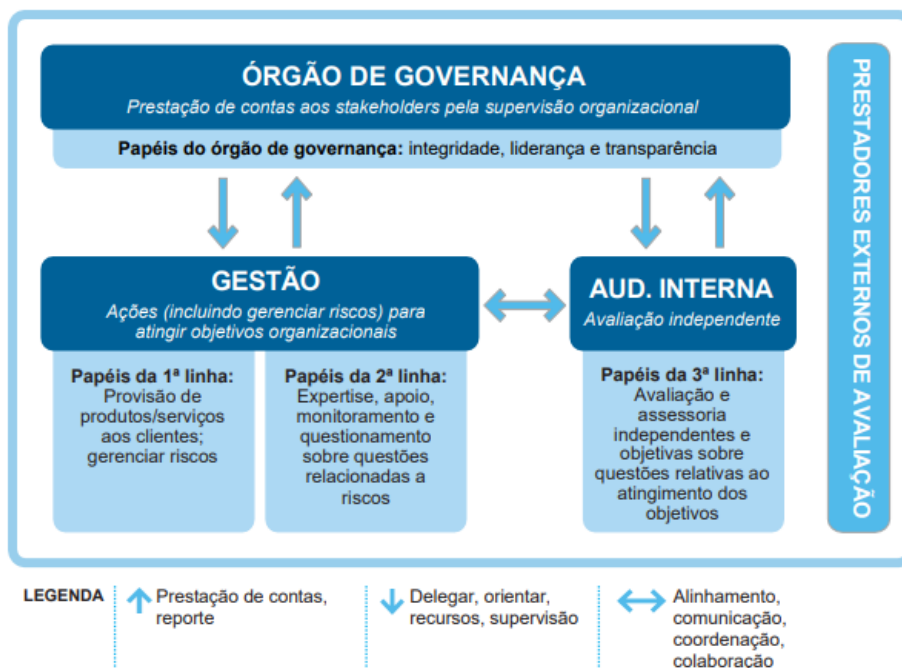 ÓRGÃO DE GOVERNANÇA
Prestação de contas aos stakeholders pela supervisão organizacional
Papéis do órgão de governança: integridade, liderança e transparência
GESTÃO
Ações (incluindo gerenciar riscos) para
atingir objetivos organizacionais
Papéis da 1ª linha:
Provisão de
produtos/serviços
aos clientes;
gerenciar riscos
Papéis da 2ª linha:
Expertise, apoio,
monitoramento e
questionamento
sobre questões
relacionadas a
riscos
AUD. INTERNA
Avaliação independente
Papéis da 3ª linha:
Avaliação e
assessoria
independentes e
objetivas sobre
questões relativas ao
atingimento dos
objetivos
PRESTADORES EXTERNOS DE AVALIAÇÃO
LEGENDA
Prestação de contas,
reporte
Delegar, orientar,
recursos, supervisão
Alinhamento,
comunicação,
coordenação,
colaboração